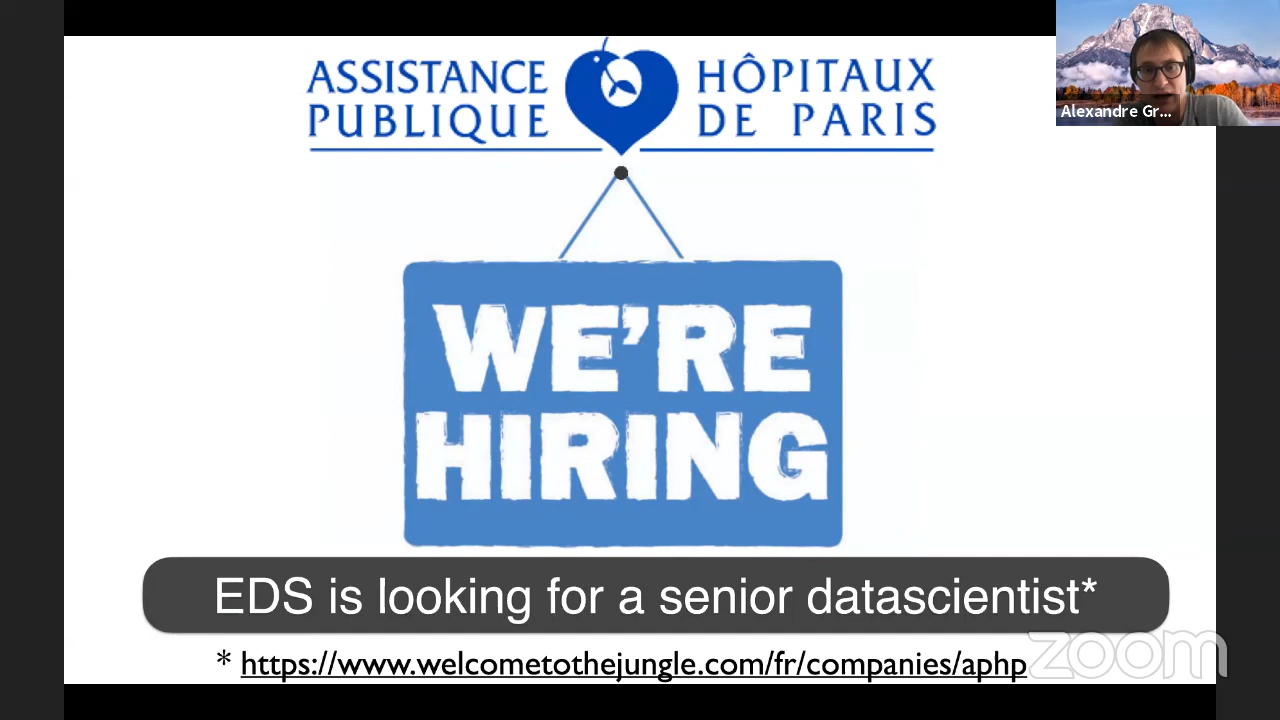 ASSISTANCE HÔPITAUX
PUBLIQUE DE PARIS
Alexandre Gr...
WE'RE
HIRING
EDS is looking for a senior datascientist*
* https://www.welcometothejungle.com/fr/companies/aphp
zoom